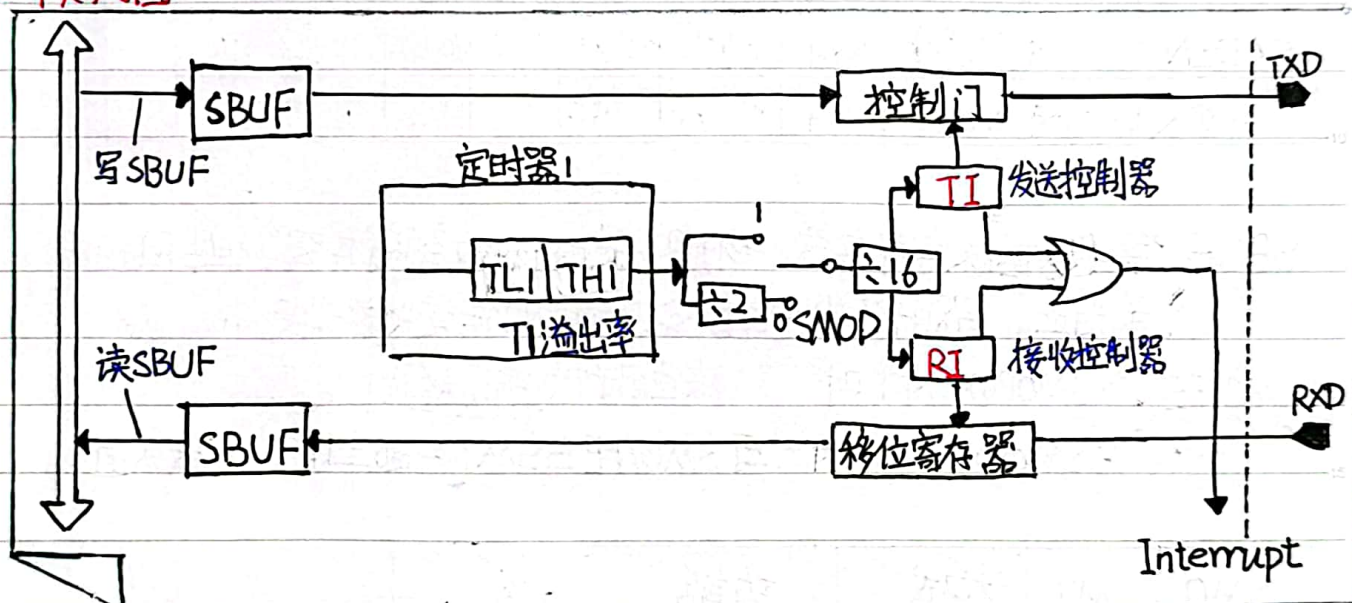 TXD
SBUF
控制门
写SBUF
定时器1
TI
发送控制器
1
TL1
TH1
÷2
÷16
0
SMOD
T1溢出率
读SBUF
RI
接收控制器
RXD
SBUF
移位寄存器
Interrupt